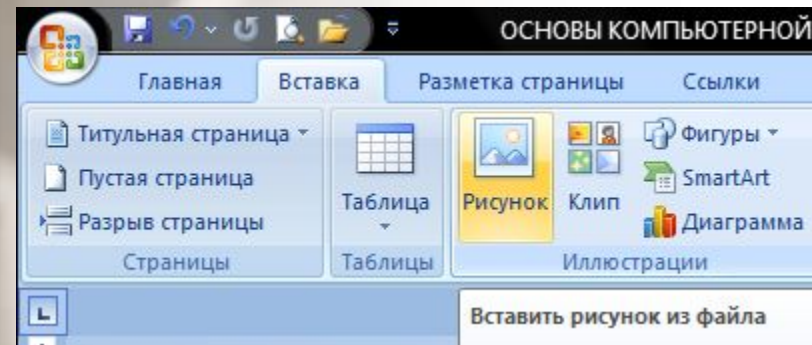 ОСНОВЫ КОМПЬЮТЕРНОЙ
Главная Вставка Разметка страницы Ссылки
Титульная страница
Пустая страница
Разрыв страницы
Страницы
Таблица
Таблицы
Рисунок
Клип
Фигуры
SmartArt
Диаграмма
Иллюстрации
Вставить рисунок из файла